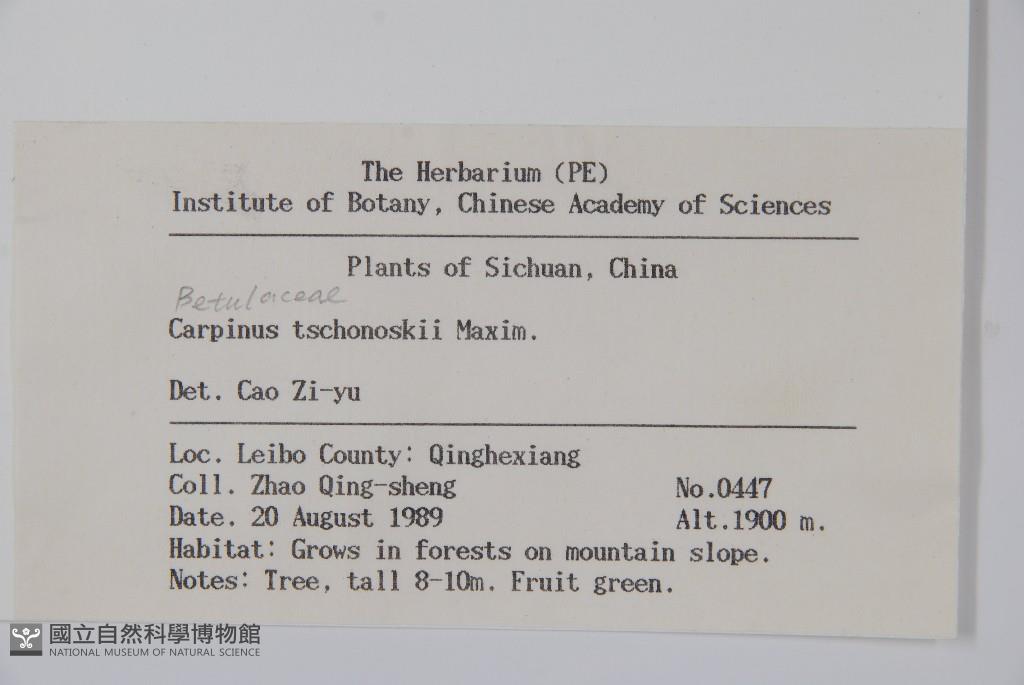 The Herbarium (PE)
Institute of Botany, Chinese Academy of Sciences
Plants of Sichuan, China
Betulaceae
Carpinus tschonoskii Maxim.
Det. Cao Zi-yu
Loc. Leibo County: Qinghexiang
Coll. Zhao Qing-sheng No.0447
Date. 20 August 1989 Alt.1900 m.
Habitat: Grows in forests on mountain slope.
Notes: Tree, tall 8-10m. Fruit green.
國立自然科學博物館
NATIONAL MUSEUM OF NATURAL SCIENCE